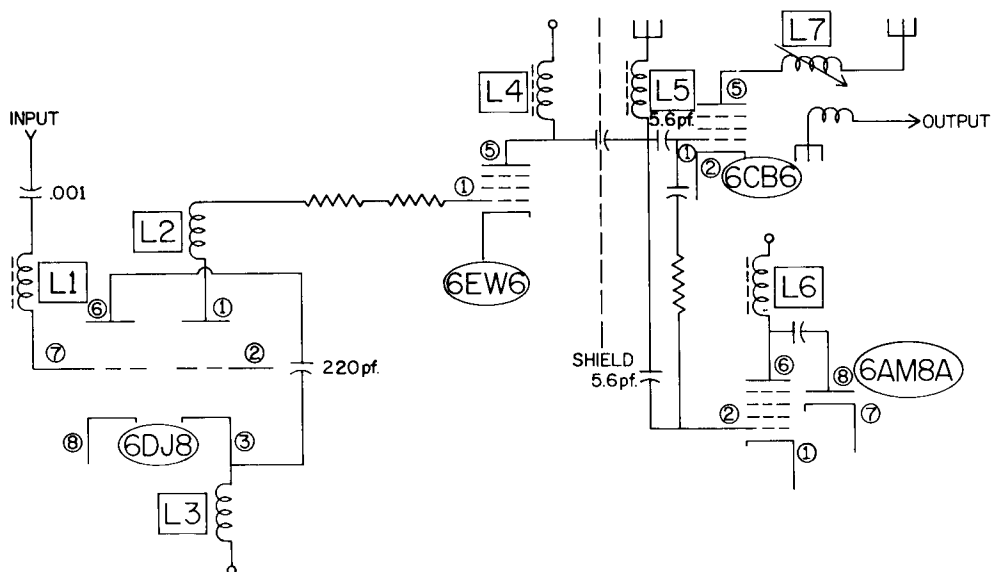 INPUT
.001
L1
⑥
⑦
⑧
6DJ8
L2
①
②
③
220pf.
L3
L4
⑤
①
6EW6
SHIELD
L5
5.6pf.
①
②
⑤
6CB6
L7
OUTPUT
5.6pf.
L6
⑥
②
①
⑧
⑦
6AM8A